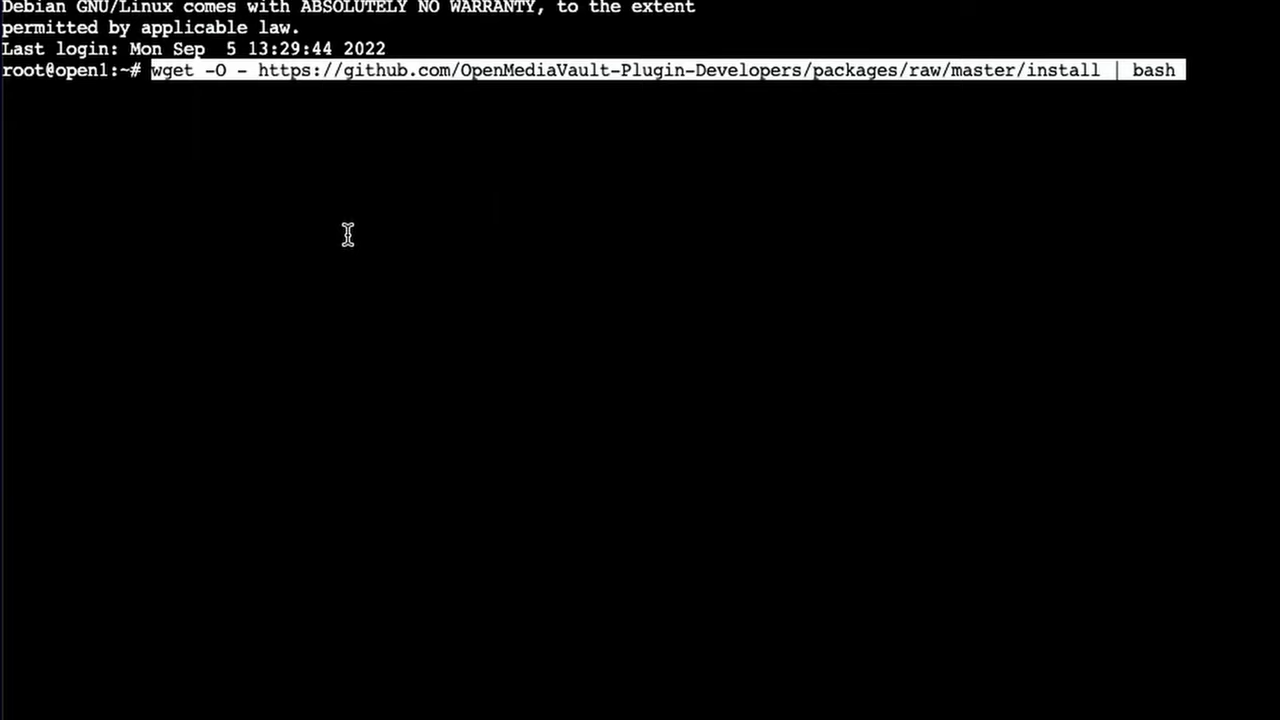 Debian GNU/Linux comes with ABSOLUTELY NO WARRANTY, to the extent
permitted by applicable law.
Last login: Mon Sep  5 13:29:44 2022
root@open1:~# wget -O - https://github.com/OpenMediaVault-Plugin-Developers/packages/raw/master/install | bash